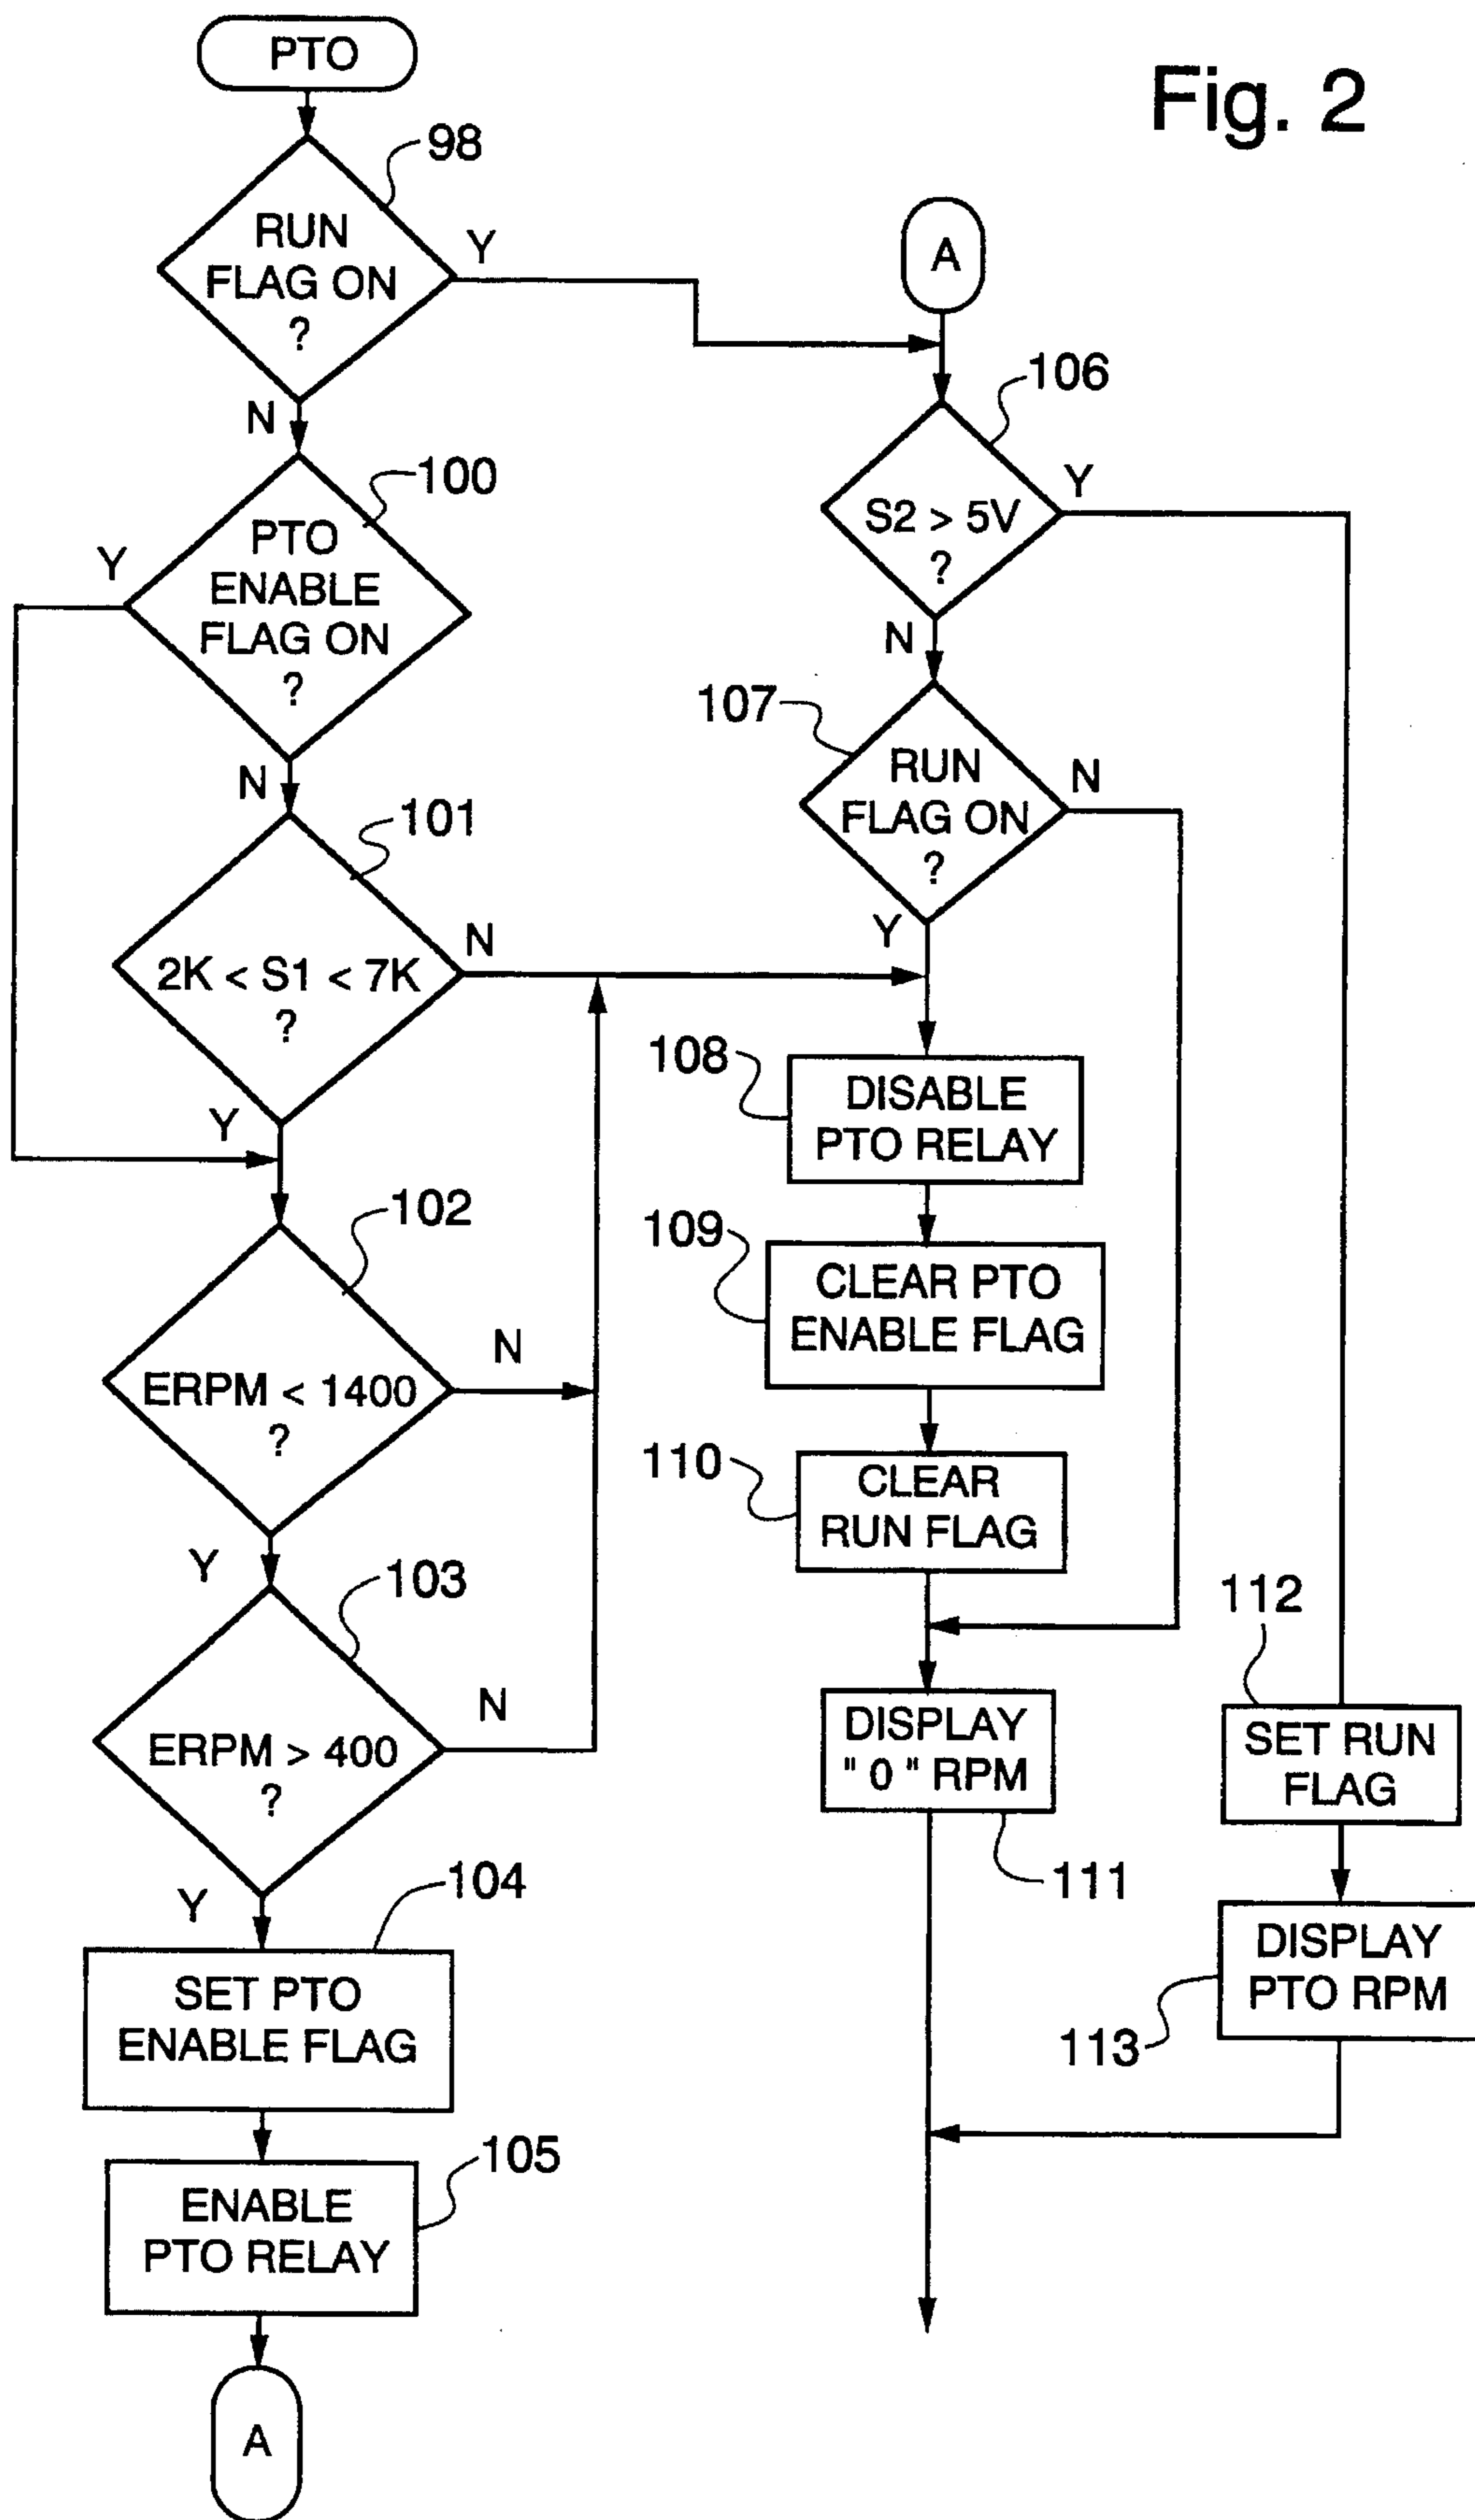 Fig. 2
PTO
98
RUN
FLAG ON
?
Y
N
100
PTO
ENABLE
FLAG ON
?
Y
N
101
2K < S1 < 7K
?
N
Y
102
ERPM < 1400
?
N
Y
103
ERPM > 400
?
N
Y
104
SET PTO
ENABLE FLAG
105
ENABLE
PTO RELAY
A
A
106
S2 > 5V
?
Y
N
107
RUN
FLAG ON
?
N
Y
108
DISABLE
PTO RELAY
109
CLEAR PTO
ENABLE FLAG
110
CLEAR
RUN FLAG
DISPLAY
" 0 " RPM
111
112
SET RUN
FLAG
DISPLAY
PTO RPM
113